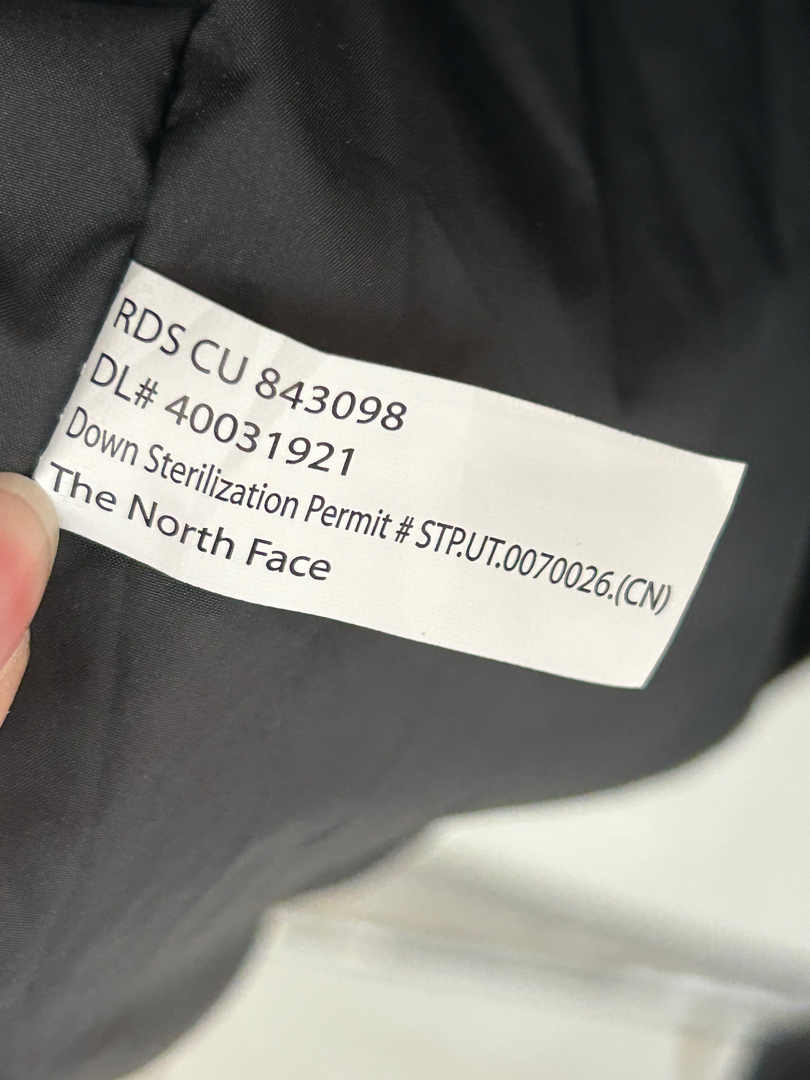 RDS CU 843098
DL# 40031921
Down Sterilization Permit # STP.UT.0070026.(CN)
The North Face